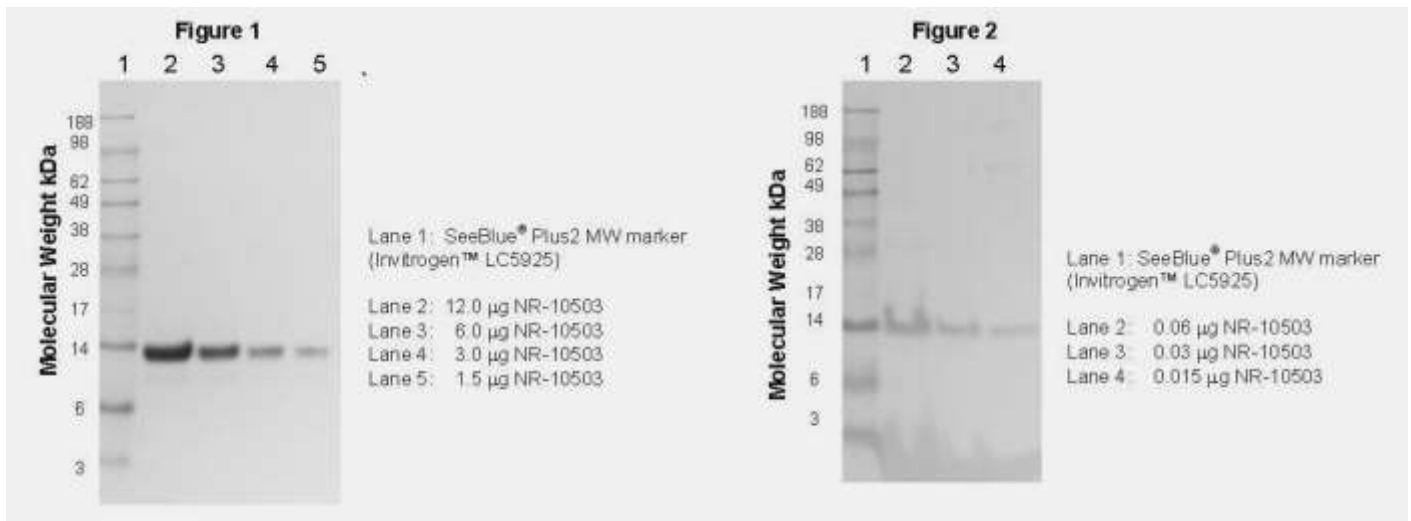 Figure 1
1 2 3 4 5
Molecular Weight kDa
188
98
62
49
38
28
17
14
6
3
Lane 1: SeeBlue® Plus2 MW marker
(Invitrogen™ LC5925)
Lane 2: 12.0 µg NR-10503
Lane 3: 6.0 µg NR-10503
Lane 4: 3.0 µg NR-10503
Lane 5: 1.5 µg NR-10503
Figure 2
1 2 3 4
Molecular Weight kDa
188
98
62
49
38
28
17
14
6
3
Lane 1: SeeBlue® Plus2 MW marker
(Invitrogen™ LC5925)
Lane 2: 0.06 µg NR-10503
Lane 3: 0.03 µg NR-10503
Lane 4: 0.015 µg NR-10503